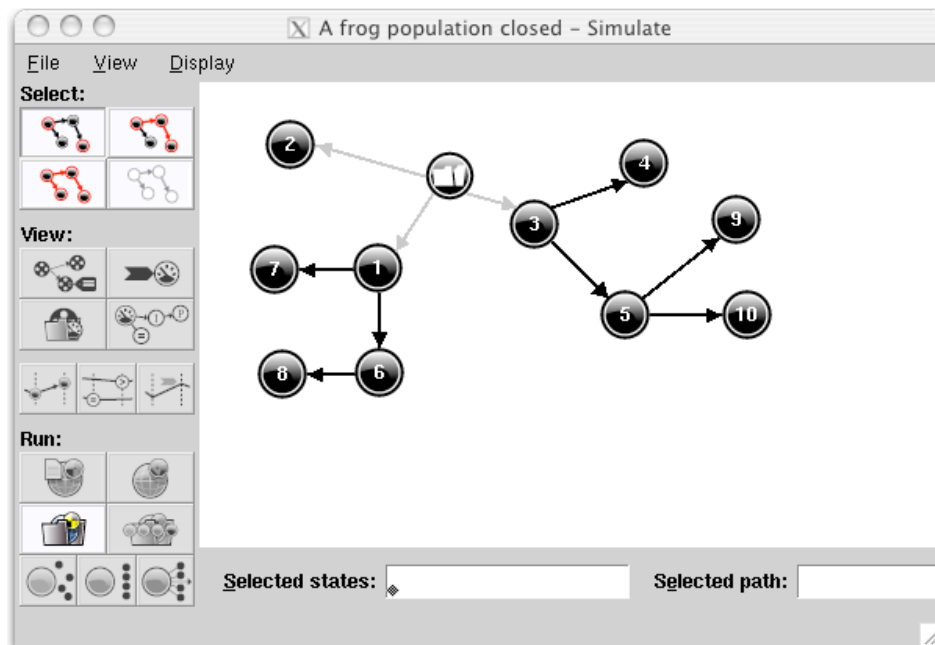 A frog population closed – Simulate
File View Display
Select:
2
4
3
9
View:
7
1
5
10
8
6
I
P
=
>
=
Run:
Selected states:
Selected path: